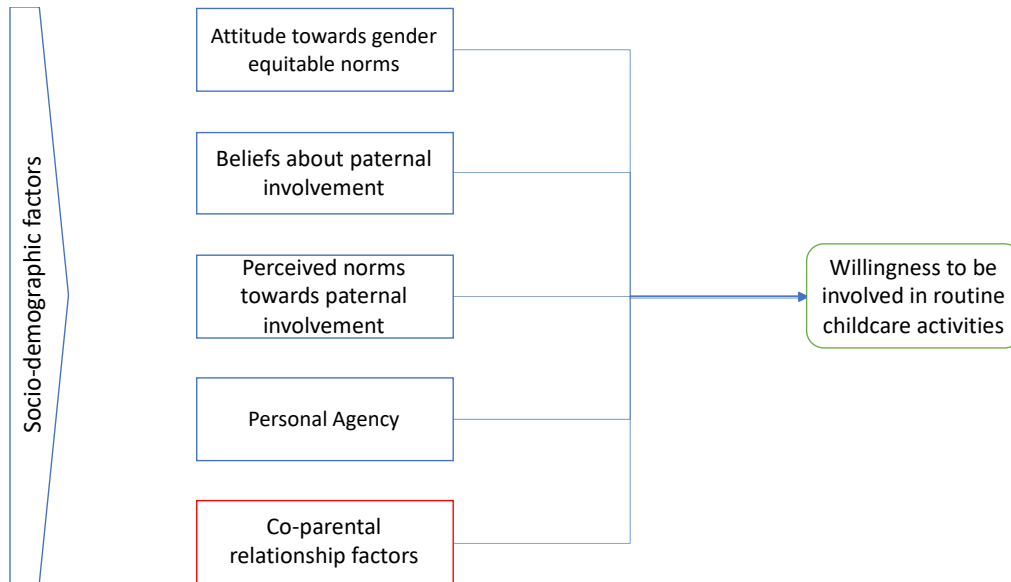 Socio-demographic factors
Attitude towards gender
equitable norms
Beliefs about paternal
involvement
Perceived norms
towards paternal
involvement
Personal Agency
Co-parental
relationship factors
Willingness to be
involved in routine
childcare activities